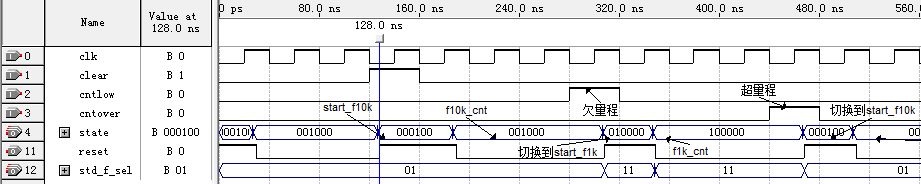 Name
Value at
128.0 ns
0 ps
80.0 ns
160.0 ns
240.0 ns
320.0 ns
400.0 ns
480.0 ns
560.0
128.0 ns
0 clk B 0
1 clear B 0
2 cntlow B 0
3 cntover B 0
4 state B 000100
11 reset B 0
12 std_f_sel B 01
start_f10k
f10k_cnt
欠量程
超量程
切换到start_f10k
00010
001000
000100
001000
010000
100000
000100
00
切换到start_f1k
f1k_cnt
01
11
11
01